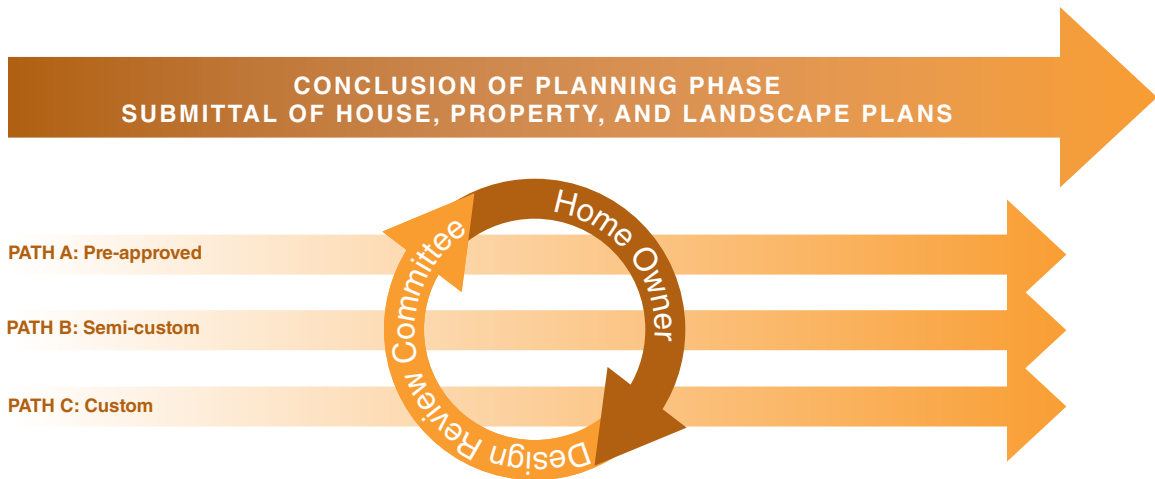 CONCLUSION OF PLANNING PHASE
SUBMITTAL OF HOUSE, PROPERTY, AND LANDSCAPE PLANS
Home Owner
Design Review Committee
PATH A: Pre-approved
PATH B: Semi-custom
PATH C: Custom